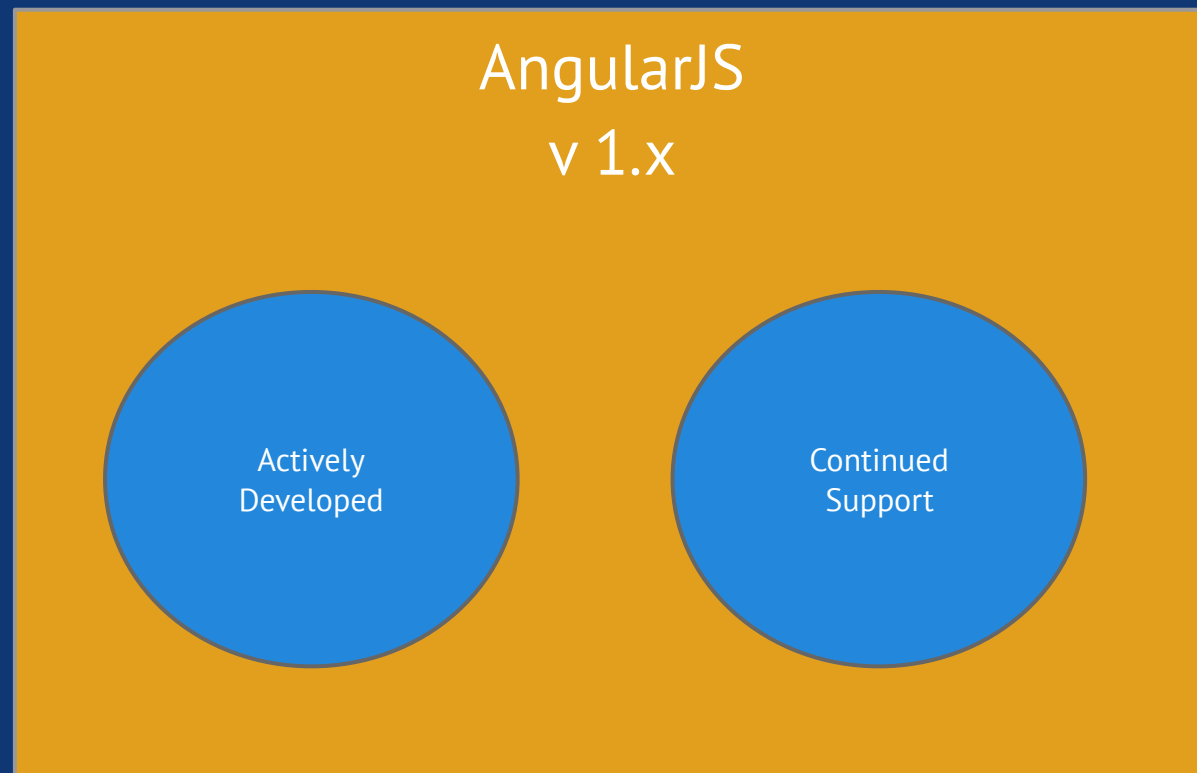 AngularJS
v 1.x
Actively
Developed
Continued
Support